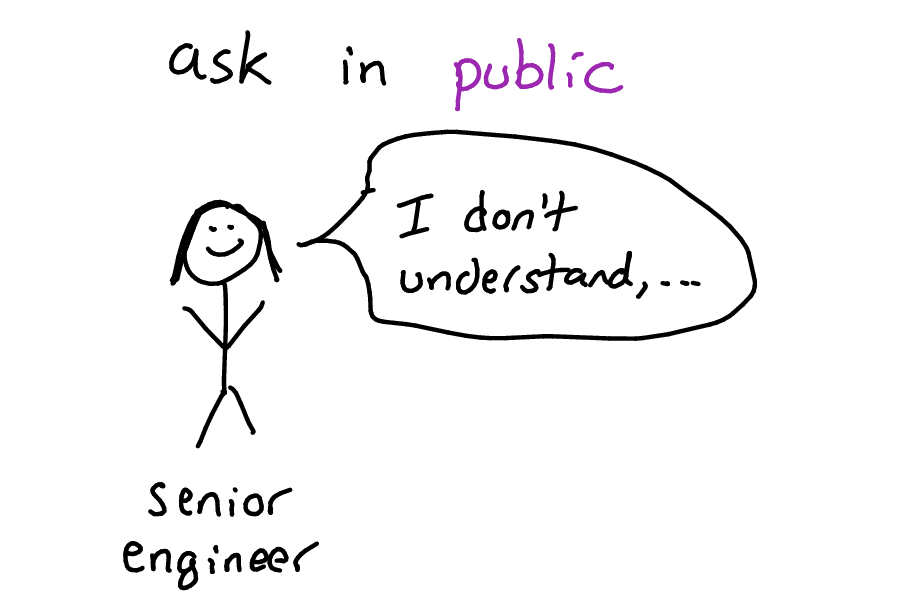 ask in public
I don't
understand,...
senior
engineer